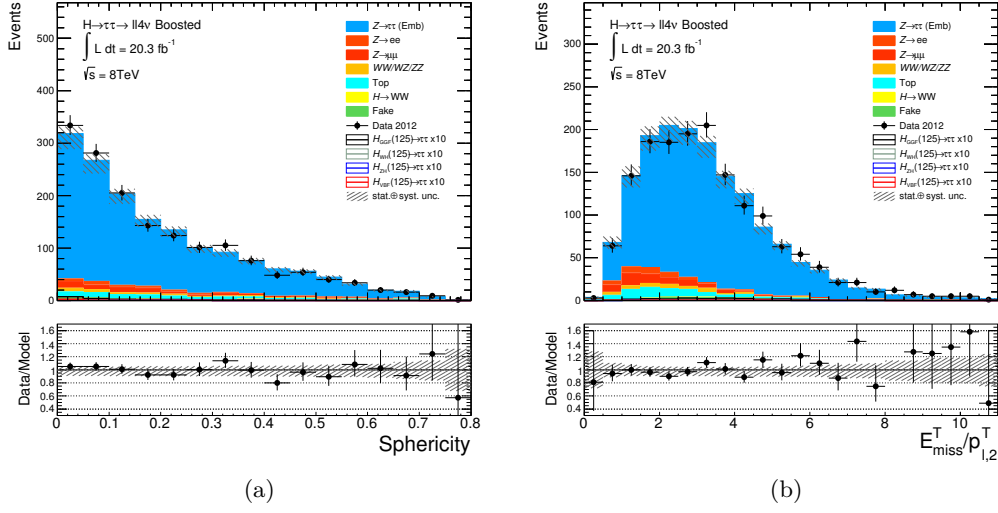 H→ττ→ ll4ν Boosted
∫ L dt = 20.3 fb⁻¹
√s = 8TeV
Z→ττ (Emb)
Z→ee
Z→μμ
WW/WZ/ZZ
Top
H→WW
Fake
Data 2012
H_GGF(125)→ττ x10
H_WH(125)→ττ x10
H_ZH(125)→ττ x10
H_VBF(125)→ττ x10
stat.⊕ syst. unc.
Events
500
400
300
200
100
0
Data/Model
1.6
1.4
1.2
1
0.8
0.6
0.4
0 0.1 0.2 0.3 0.4 0.5 0.6 0.7 0.8
Sphericity
(a)
H→ττ→ ll4ν Boosted
∫ L dt = 20.3 fb⁻¹
√s = 8TeV
Z→ττ (Emb)
Z→ee
Z→μμ
WW/WZ/ZZ
Top
H→WW
Fake
Data 2012
H_GGF(125)→ττ x10
H_WH(125)→ττ x10
H_ZH(125)→ττ x10
H_VBF(125)→ττ x10
stat.⊕ syst. unc.
Events
300
250
200
150
100
50
0
Data/Model
1.6
1.4
1.2
1
0.8
0.6
0.4
0 2 4 6 8 10
E^T_miss/p^T_l,2
(b)